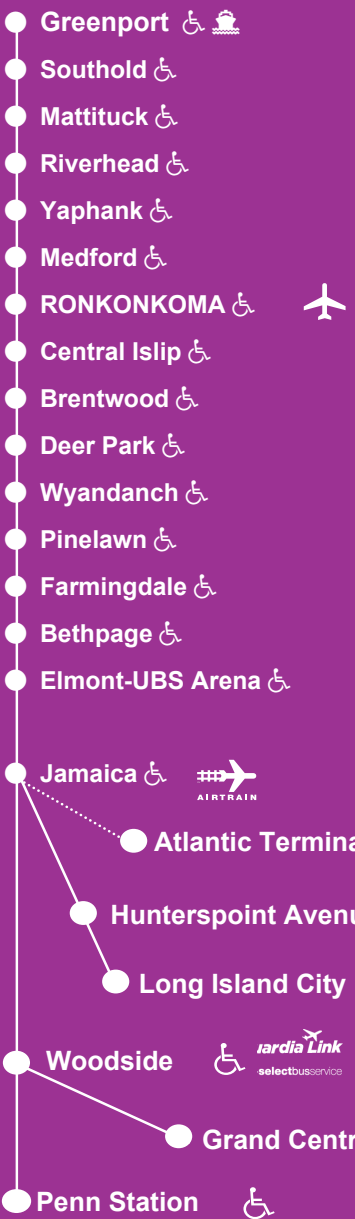 Greenport
Southold
Mattituck
Riverhead
Yaphank
Medford
RONKONKOMA
Central Islip
Brentwood
Deer Park
Wyandanch
Pinelawn
Farmingdale
Bethpage
Elmont-UBS Arena
Jamaica
AIRTRAIN
Atlantic Termina
Hunterspoint Avenu
Long Island City
Woodside
ardia Link
selectbusservice
Grand Centr
Penn Station